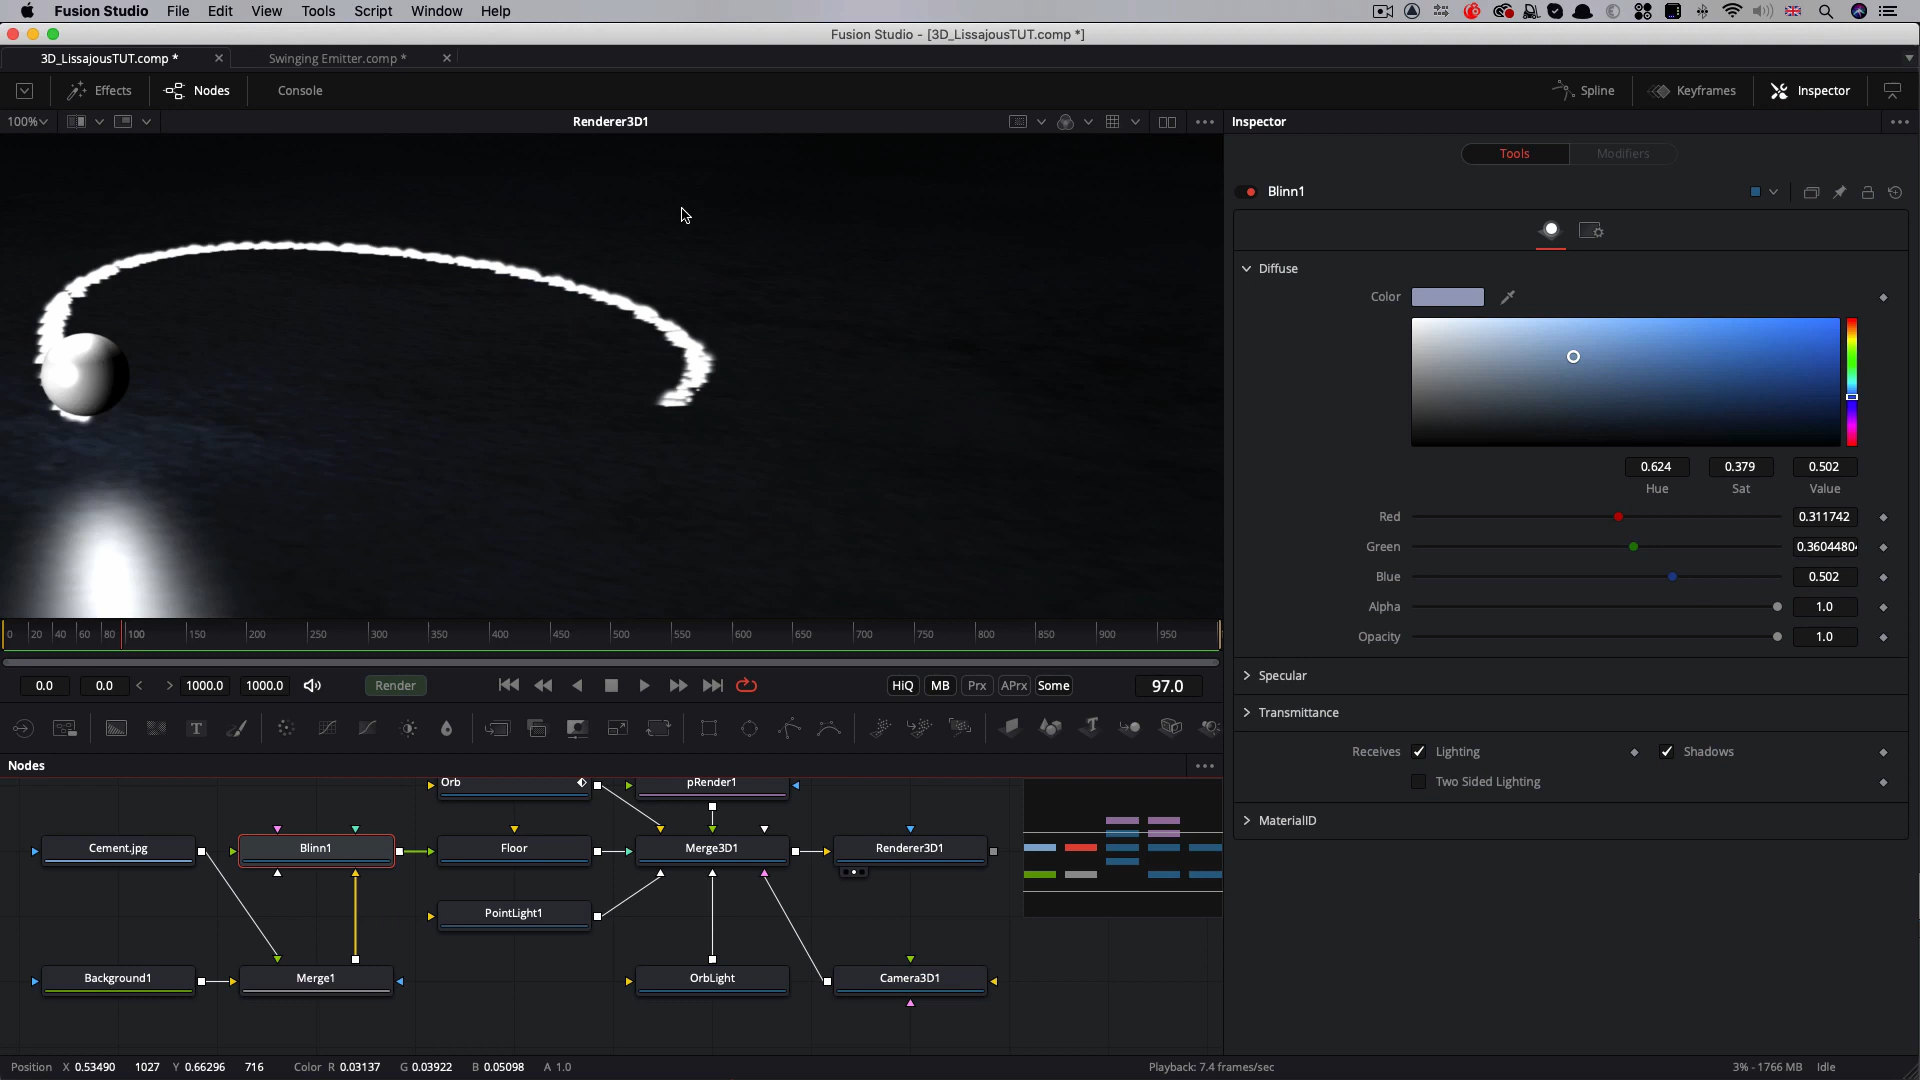 Fusion Studio File Edit View Tools Script Window Help
Fusion Studio - [3D_LissajousTUT.comp *]
3D_LissajousTUT.comp * Swinging Emitter.comp *
Effects Nodes Console Spline Keyframes Inspector
100% Renderer3D1 Inspector
Tools Modifiers
Blinn1
Diffuse
Color
0.624 0.379 0.502
Hue Sat Value
Red 0.311742
Green 0.36044804
Blue 0.502
Alpha 1.0
Opacity 1.0
Specular
Transmittance
Receives Lighting Shadows
Two Sided Lighting
MaterialID
0 20 40 60 80 100 150 200 250 300 350 400 450 500 550 600 650 700 750 800 850 900 950
0.0 0.0 < > 1000.0 1000.0 Render HiQ MB Prx APrx Some 97.0
T T
Nodes
Orb pRender1
Cement.jpg Blinn1 Floor Merge3D1 Renderer3D1
PointLight1
Background1 Merge1 OrbLight Camera3D1
Position X 0.53490 1027 Y 0.66296 716 Color R 0.03137 G 0.03922 B 0.05098 A 1.0 Playback: 7.4 frames/sec 3% - 1766 MB Idle